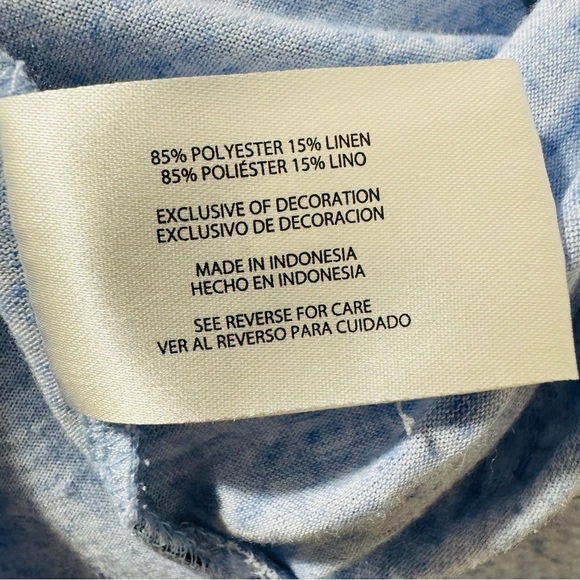 85% POLYESTER 15% LINEN
85% POLIÉSTER 15% LINO
EXCLUSIVE OF DECORATION
EXCLUSIVO DE DECORACION
MADE IN INDONESIA
HECHO EN INDONESIA
SEE REVERSE FOR CARE
VER AL REVERSO PARA CUIDADO